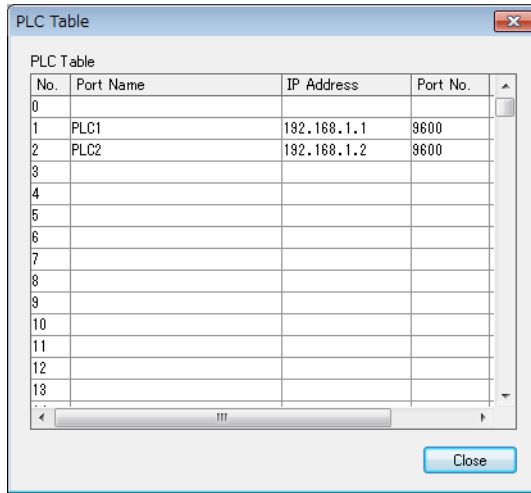 PLC Table
PLC Table
No. Port Name IP Address Port No.
0
1 PLC1 192.168.1.1 9600
2 PLC2 192.168.1.2 9600
3
4
5
6
7
8
9
10
11
12
13
Close